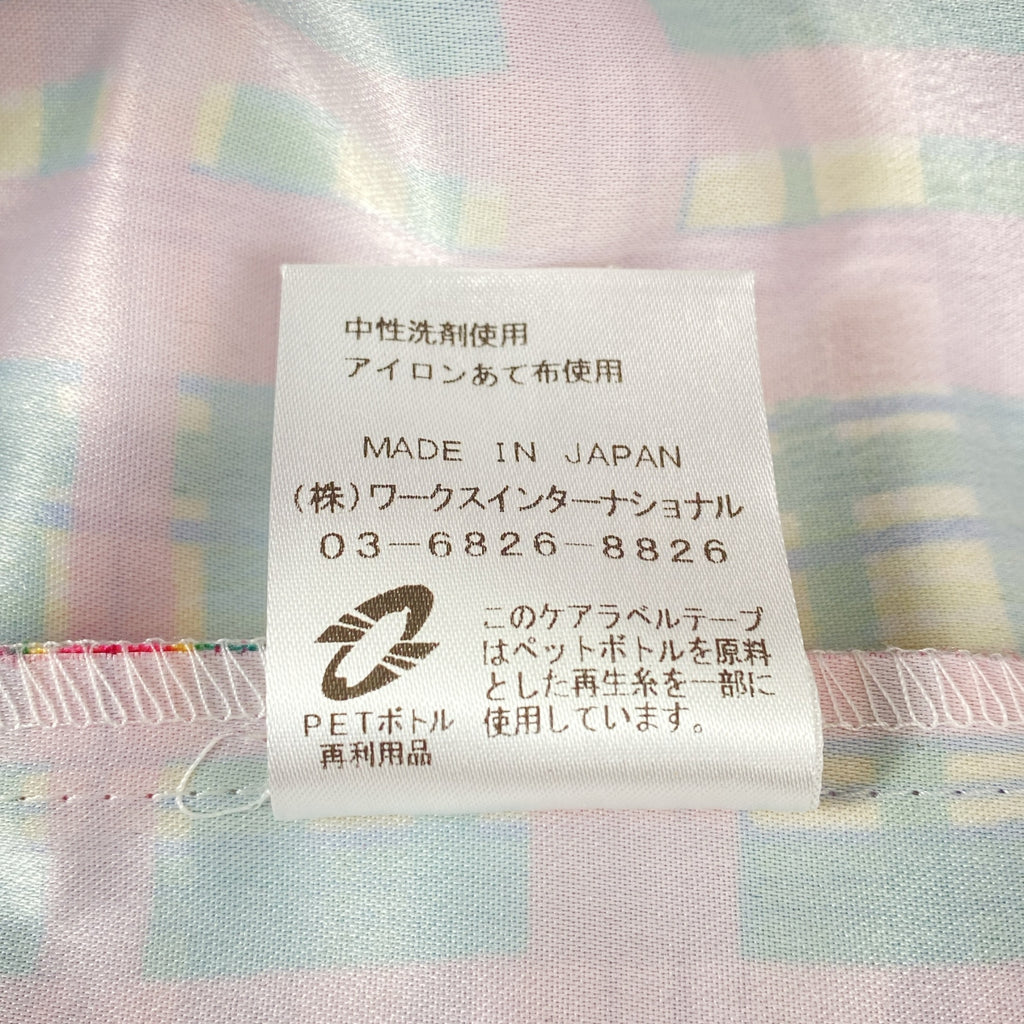 中性洗剤使用
アイロンあて布使用
MADE IN JAPAN
(株)ワークスインターナショナル
03-6826-8826
このケアラベルテープ
はペットボトルを原料
とした再生糸を一部に
使用しています。
PETボトル
再利用品